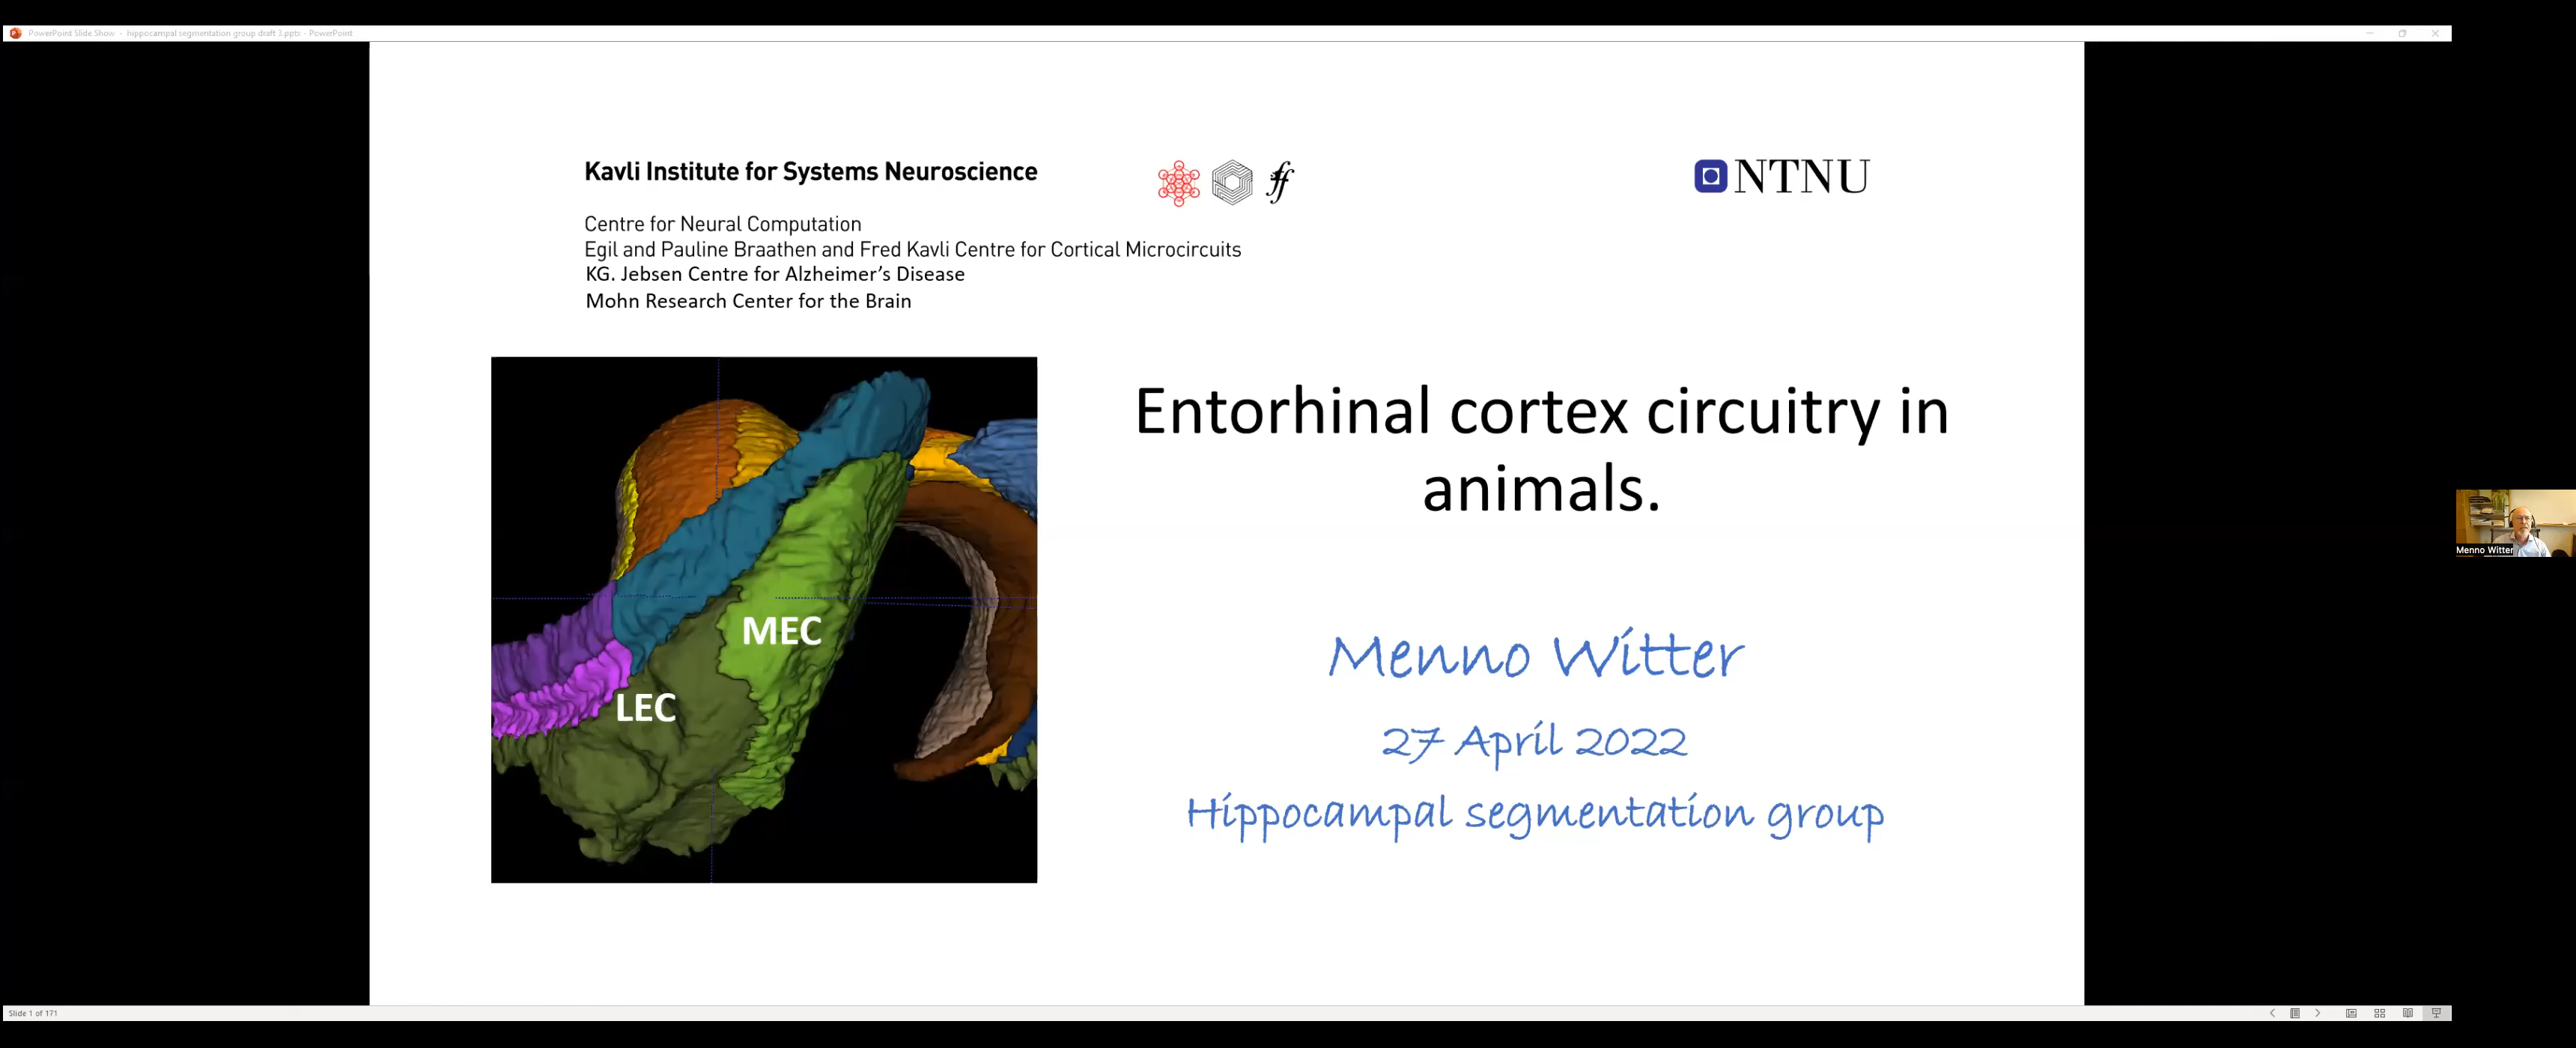 PowerPoint Slide Show - hippocampal segmentation group draft 3.pptx - PowerPoint
Kavli Institute for Systems Neuroscience
NTNU
Centre for Neural Computation
Egil and Pauline Braathen and Fred Kavli Centre for Cortical Microcircuits
KG. Jebsen Centre for Alzheimer's Disease
Mohn Research Center for the Brain
Entorhinal cortex circuitry in
animals.
MEC
LEC
Menno Witter
27 April 2022
Hippocampal segmentation group
Menno Witter
Slide 1 of 171